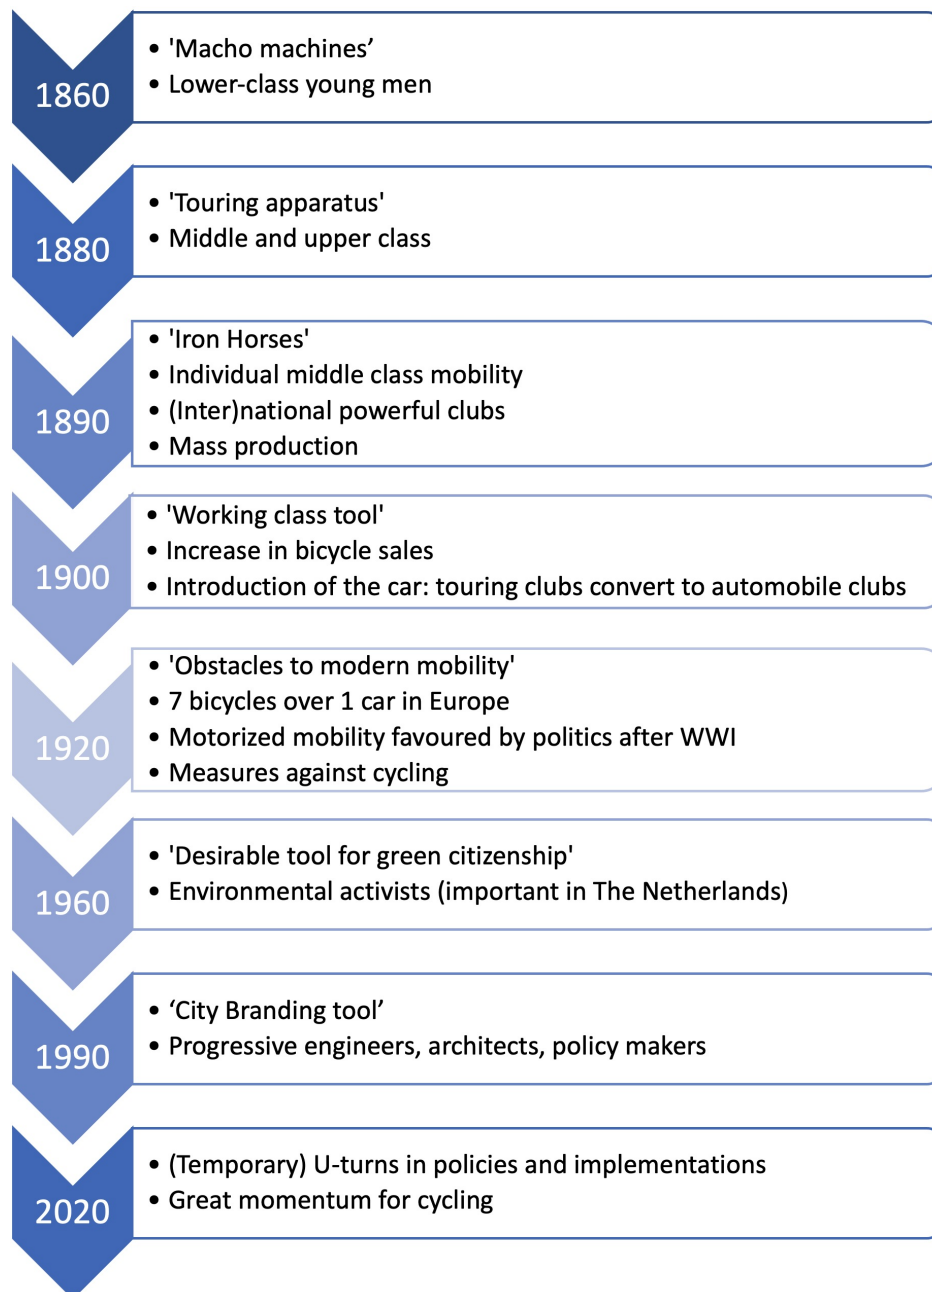 1860
• 'Macho machines’
• Lower-class young men
1880
• 'Touring apparatus'
• Middle and upper class
1890
• 'Iron Horses'
• Individual middle class mobility
• (Inter)national powerful clubs
• Mass production
1900
• 'Working class tool'
• Increase in bicycle sales
• Introduction of the car: touring clubs convert to automobile clubs
1920
• 'Obstacles to modern mobility'
• 7 bicycles over 1 car in Europe
• Motorized mobility favoured by politics after WWI
• Measures against cycling
1960
• 'Desirable tool for green citizenship'
• Environmental activists (important in The Netherlands)
1990
• ‘City Branding tool’
• Progressive engineers, architects, policy makers
2020
• (Temporary) U-turns in policies and implementations
• Great momentum for cycling